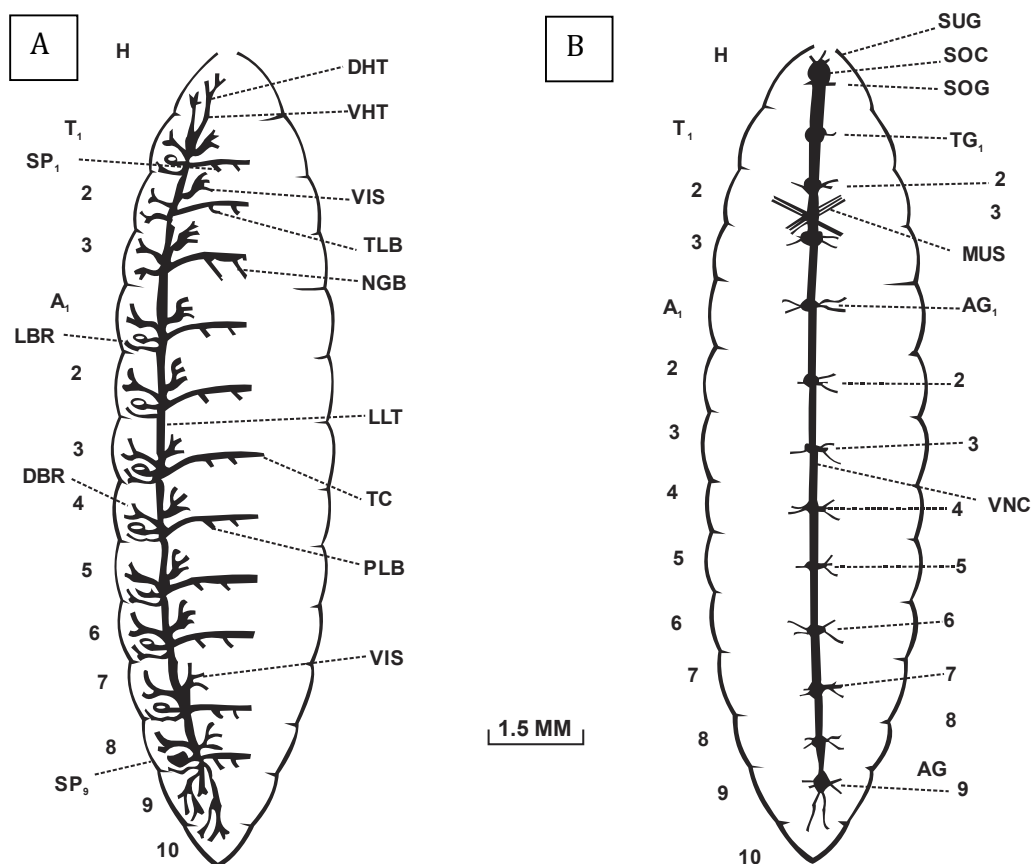 A
H
DHT
VHT
T1
SP1
2
VIS
TLB
3
NGB
A1
LBR
2
LLT
3
DBR
4
TC
5
PLB
6
VIS
7
8
SP9
9
10
1.5 MM
B
H
SUG
SOC
SOG
T1
TG1
2
2
3
3
MUS
A1
AG1
2
2
3
3
4
VNC
4
5
5
6
6
7
7
8
8
AG
9
9
10